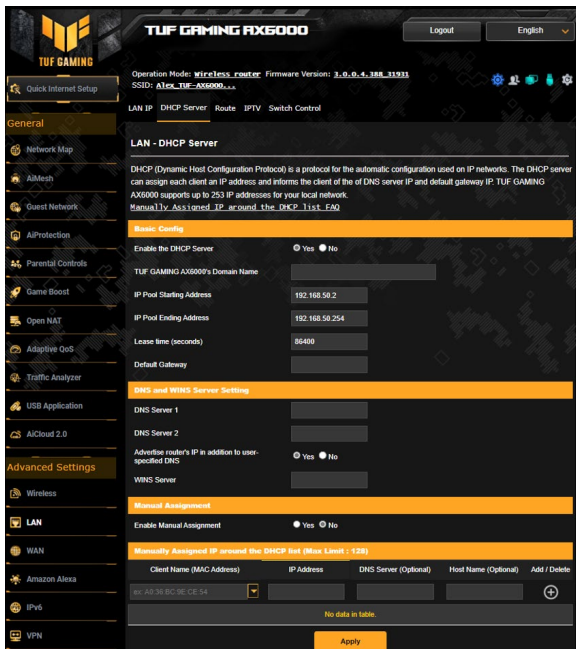 TUF GAMING AX6000
Logout
English
TUF GAMING
Operation Mode: Wireless router Firmware Version: 3.0.0.4.388_31931
SSID: Alex_TUF-AX6000...
Quick Internet Setup
LAN IP DHCP Server Route IPTV Switch Control
General
Network Map
AiMesh
Guest Network
AiProtection
Parental Controls
Game Boost
Open NAT
Adaptive QoS
Traffic Analyzer
USB Application
AiCloud 2.0
Advanced Settings
Wireless
LAN
WAN
Amazon Alexa
IPv6
VPN
LAN - DHCP Server
DHCP (Dynamic Host Configuration Protocol) is a protocol for the automatic configuration used on IP networks. The DHCP server
can assign each client an IP address and informs the client of the of DNS server IP and default gateway IP. TUF GAMING
AX6000 supports up to 253 IP addresses for your local network.
Manually Assigned IP around the DHCP list FAQ
Basic Config
Enable the DHCP Server Yes No
TUF GAMING AX6000's Domain Name
IP Pool Starting Address 192.168.50.2
IP Pool Ending Address 192.168.50.254
Lease time (seconds) 86400
Default Gateway
DNS and WINS Server Setting
DNS Server 1
DNS Server 2
Advertise router's IP in addition to user-
specified DNS Yes No
WINS Server
Manual Assignment
Enable Manual Assignment Yes No
Manually Assigned IP around the DHCP list (Max Limit : 128)
Client Name (MAC Address) IP Address DNS Server (Optional) Host Name (Optional) Add / Delete
ex: A0:36:BC:9E:CE:54
No data in table.
Apply